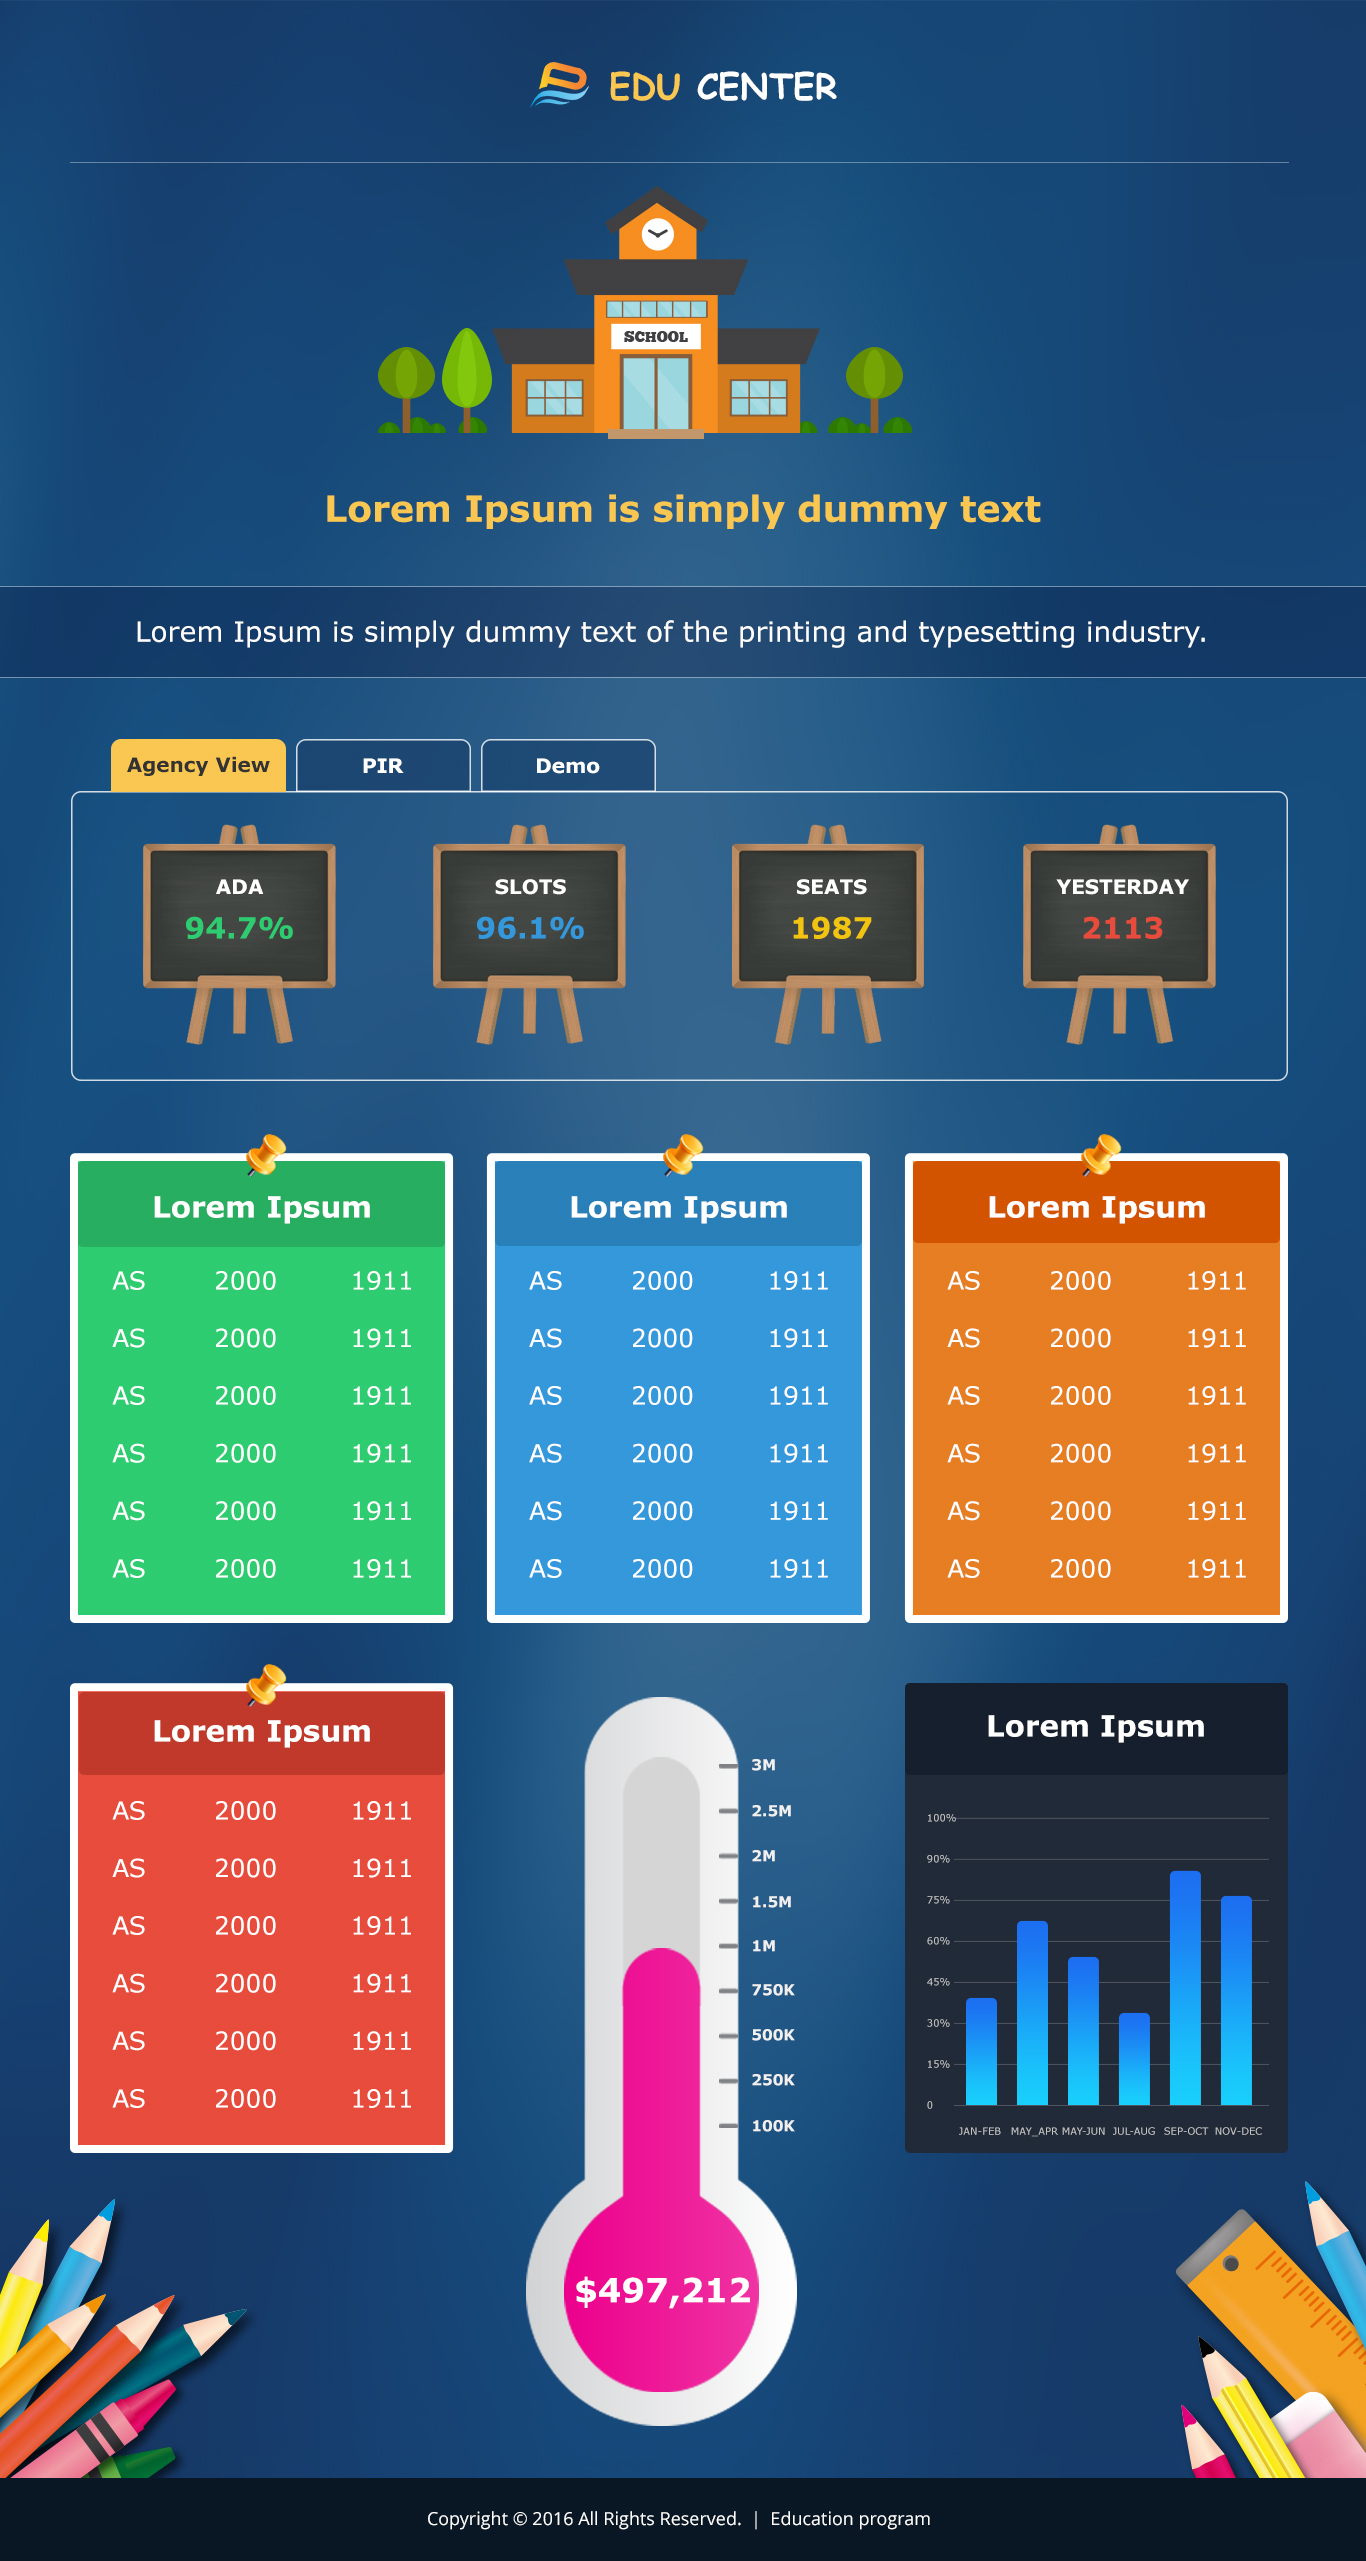 EDU CENTER
SCHOOL
Lorem Ipsum is simply dummy text
Lorem Ipsum is simply dummy text of the printing and typesetting industry.
Agency View PIR Demo
ADA SLOTS SEATS YESTERDAY
94.7% 96.1% 1987 2113
Lorem Ipsum
AS 2000 1911
AS 2000 1911
AS 2000 1911
AS 2000 1911
AS 2000 1911
AS 2000 1911
Lorem Ipsum
AS 2000 1911
AS 2000 1911
AS 2000 1911
AS 2000 1911
AS 2000 1911
AS 2000 1911
Lorem Ipsum
AS 2000 1911
AS 2000 1911
AS 2000 1911
AS 2000 1911
AS 2000 1911
AS 2000 1911
Lorem Ipsum
AS 2000 1911
AS 2000 1911
AS 2000 1911
AS 2000 1911
AS 2000 1911
AS 2000 1911
3M
2.5M
2M
1.5M
1M
750K
500K
250K
100K
$497,212
Lorem Ipsum
100%
90%
75%
60%
45%
30%
15%
0
JAN-FEB MAY_APR MAY-JUN JUL-AUG SEP-OCT NOV-DEC
Copyright © 2016 All Rights Reserved. | Education program